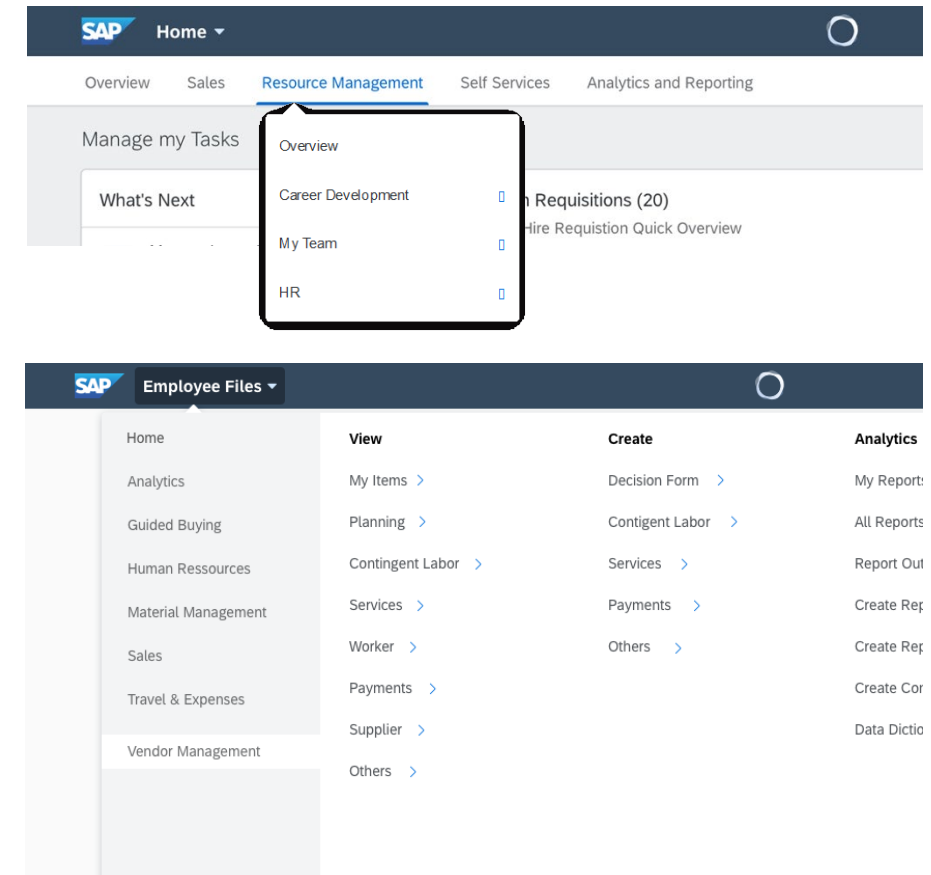 SAP Home
Overview Sales Resource Management Self Services Analytics and Reporting
Manage my Tasks
Overview
What's Next
Career Development
Requisitions (20)
Hire Requistion Quick Overview
My Team
HR
SAP Employee Files
Home
Analytics
Guided Buying
Human Ressources
Material Management
Sales
Travel & Expenses
Vendor Management
View
My Items
Planning
Contingent Labor
Services
Worker
Payments
Supplier
Others
Create
Decision Form
Contigent Labor
Services
Payments
Others
Analytics
My Reports
All Reports
Report Out
Create Rep
Create Rep
Create Cor
Data Dictio